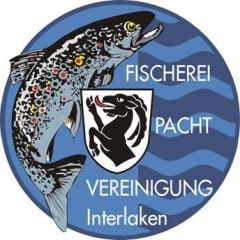 FISCHEREI
PACHT
VEREINIGUNG
Interlaken